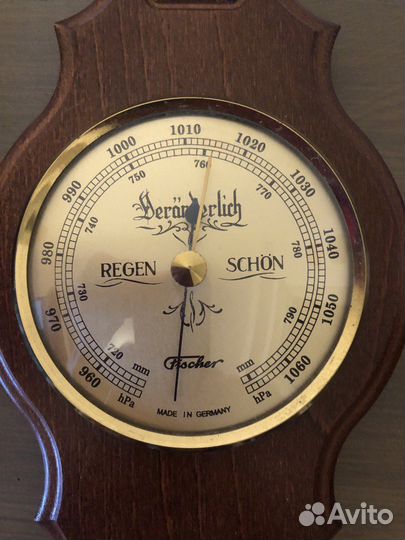 960 970 980 990 1000 1010 1020 1030 1040 1050 1060
hPa hPa
720 730 740 750 760 770 780 790
mm mm
Veränderlich
REGEN SCHÖN
Fischer
MADE IN GERMANY
Avito